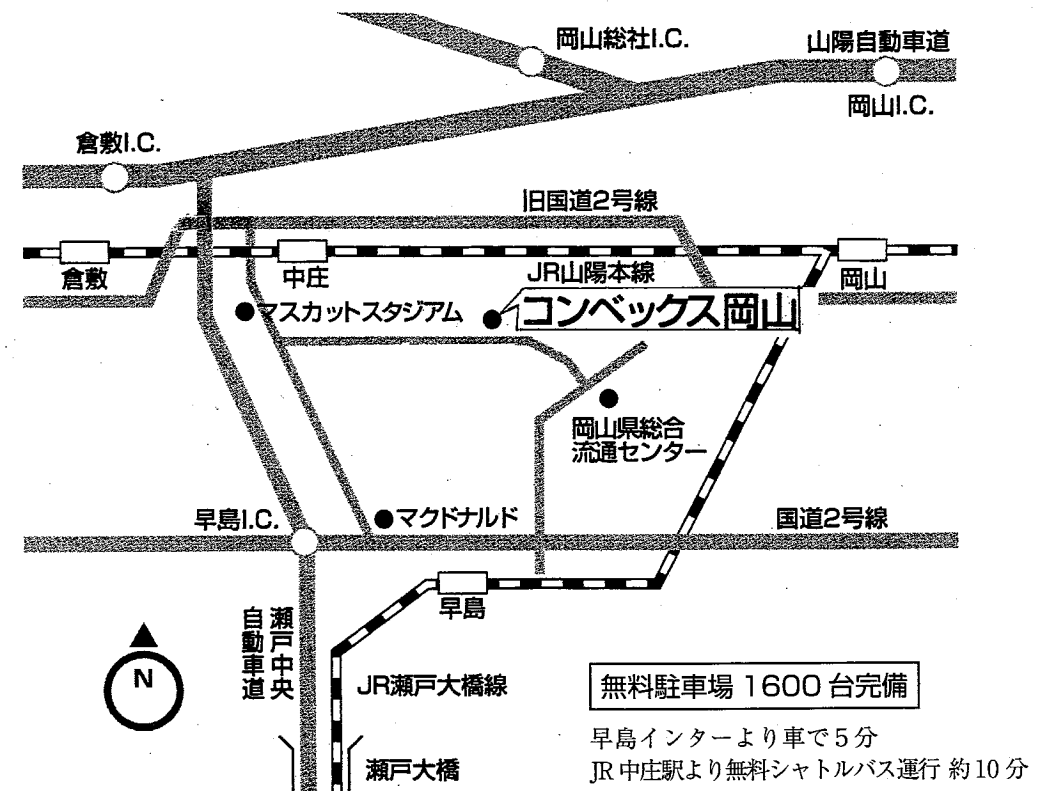 岡山総社I.C.
山陽自動車道
岡山I.C.
倉敷I.C.
旧国道2号線
倉敷
中庄
JR山陽本線
岡山
マスカットスタジアム
コンベックス岡山
岡山県総合
流通センター
早島I.C.
マクドナルド
国道2号線
早島
瀬戸中央
自動車道
N
JR瀬戸大橋線
無料駐車場1600台完備
早島インターより車で5分
瀬戸大橋
JR中庄駅より無料シャトルバス運行 約10分